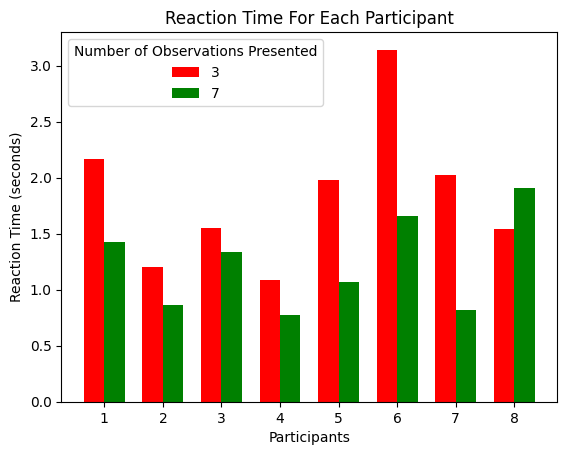 Reaction Time For Each Participant
Number of Observations Presented
3
7
Reaction Time (seconds)
3.0
2.5
2.0
1.5
1.0
0.5
0.0
1 2 3 4 5 6 7 8
Participants